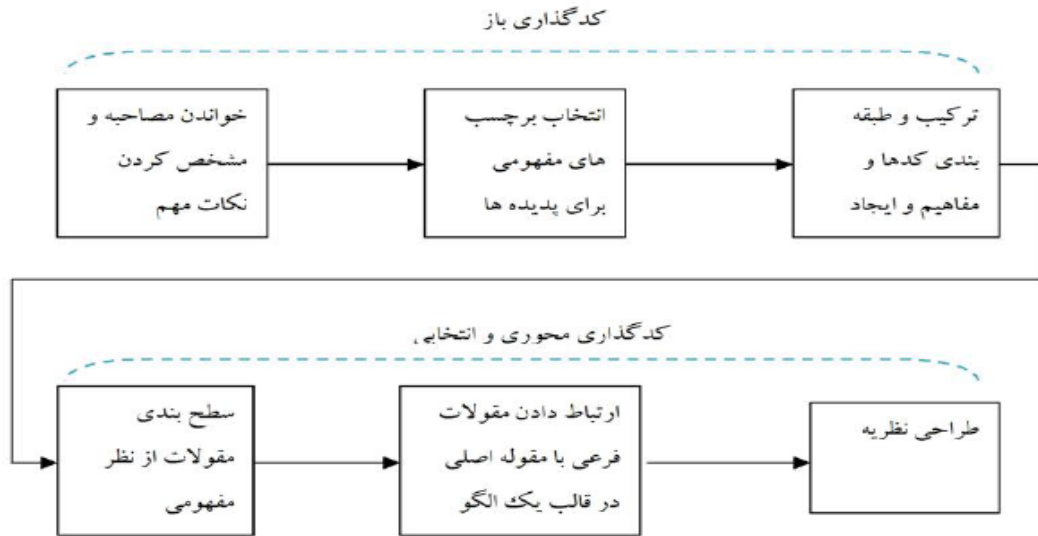 کدگذاری باز
خواندن مصاحبه و
مشخص کردن
نکات مهم
انتخاب برچسب
های مفهومی
برای پدیده ها
ترکیب و طبقه
بندی کدها و
مفاهیم و ایجاد
کدگذاری محوری و انتخابی
سطح بندی
مقولات از نظر
مفهومی
ارتباط دادن مقولات
فرعی با مقوله اصلی
در قالب یک الگو
طراحی نظریه